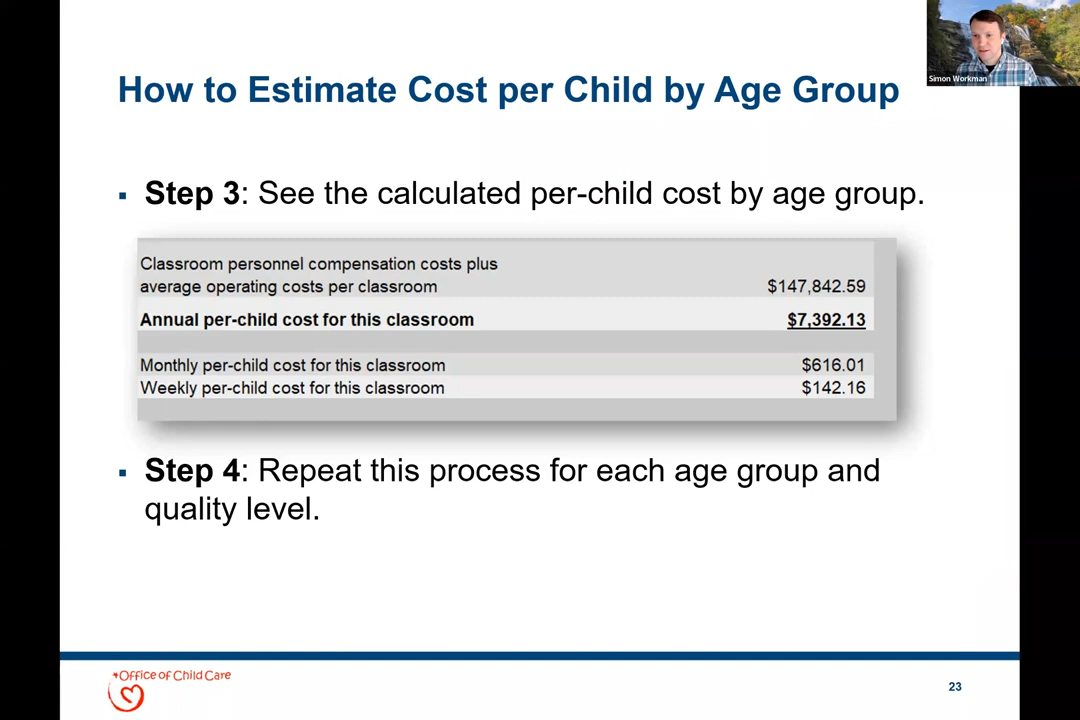 Simon Workman
How to Estimate Cost per Child by Age Group
▪ Step 3: See the calculated per-child cost by age group.
Classroom personnel compensation costs plus
average operating costs per classroom $147,842.59
Annual per-child cost for this classroom $7,392.13
Monthly per-child cost for this classroom $616.01
Weekly per-child cost for this classroom $142.16
▪ Step 4: Repeat this process for each age group and
quality level.
Office of Child Care
23